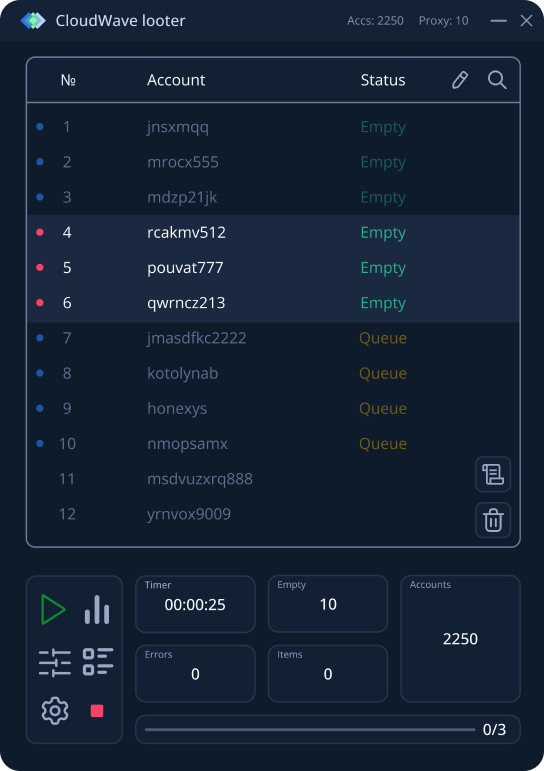 CloudWave looter Accs: 2250 Proxy: 10
№ Account Status
1 jnsxmqq Empty
2 mrocx555 Empty
3 mdzp21jk Empty
4 rcakmv512 Empty
5 pouvat777 Empty
6 qwrncz213 Empty
7 jmasdfkc2222 Queue
8 kotolynab Queue
9 honexys Queue
10 nmopsamx Queue
11 msdvuzxrq888
12 yrnvox9009
Timer Empty Accounts
00:00:25 10
2250
Errors Items
0 0
0/3